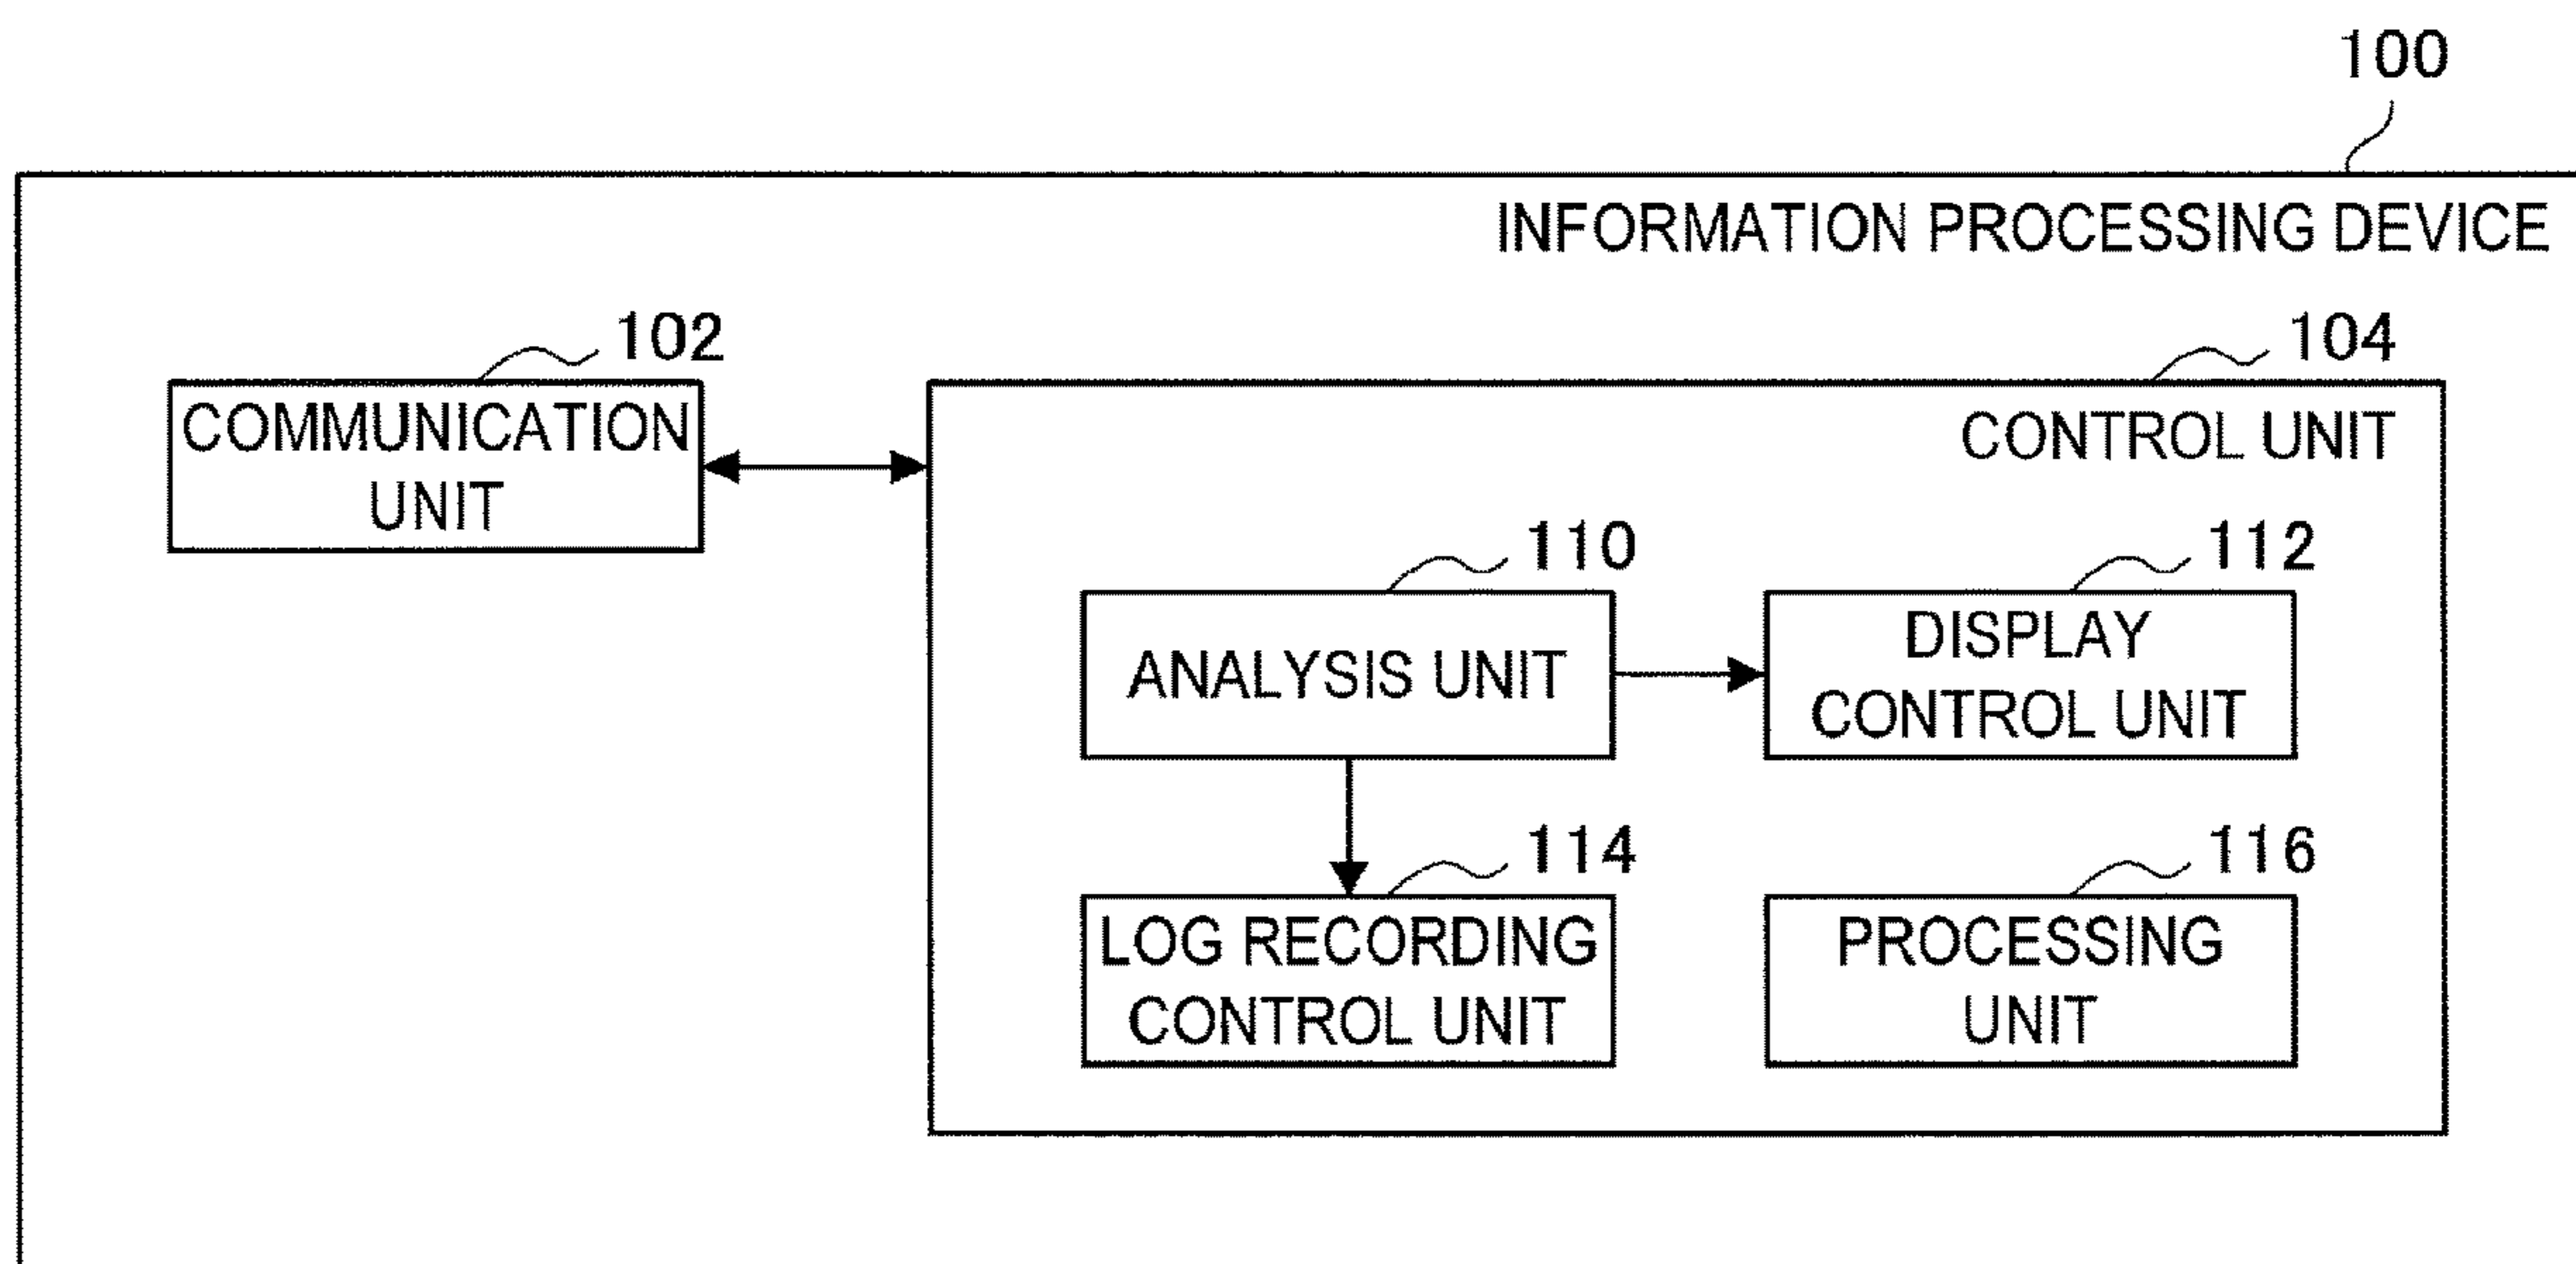 100
INFORMATION PROCESSING DEVICE
102
104
COMMUNICATION
UNIT
CONTROL UNIT
110
112
ANALYSIS UNIT
DISPLAY
CONTROL UNIT
114
116
LOG RECORDING
CONTROL UNIT
PROCESSING
UNIT